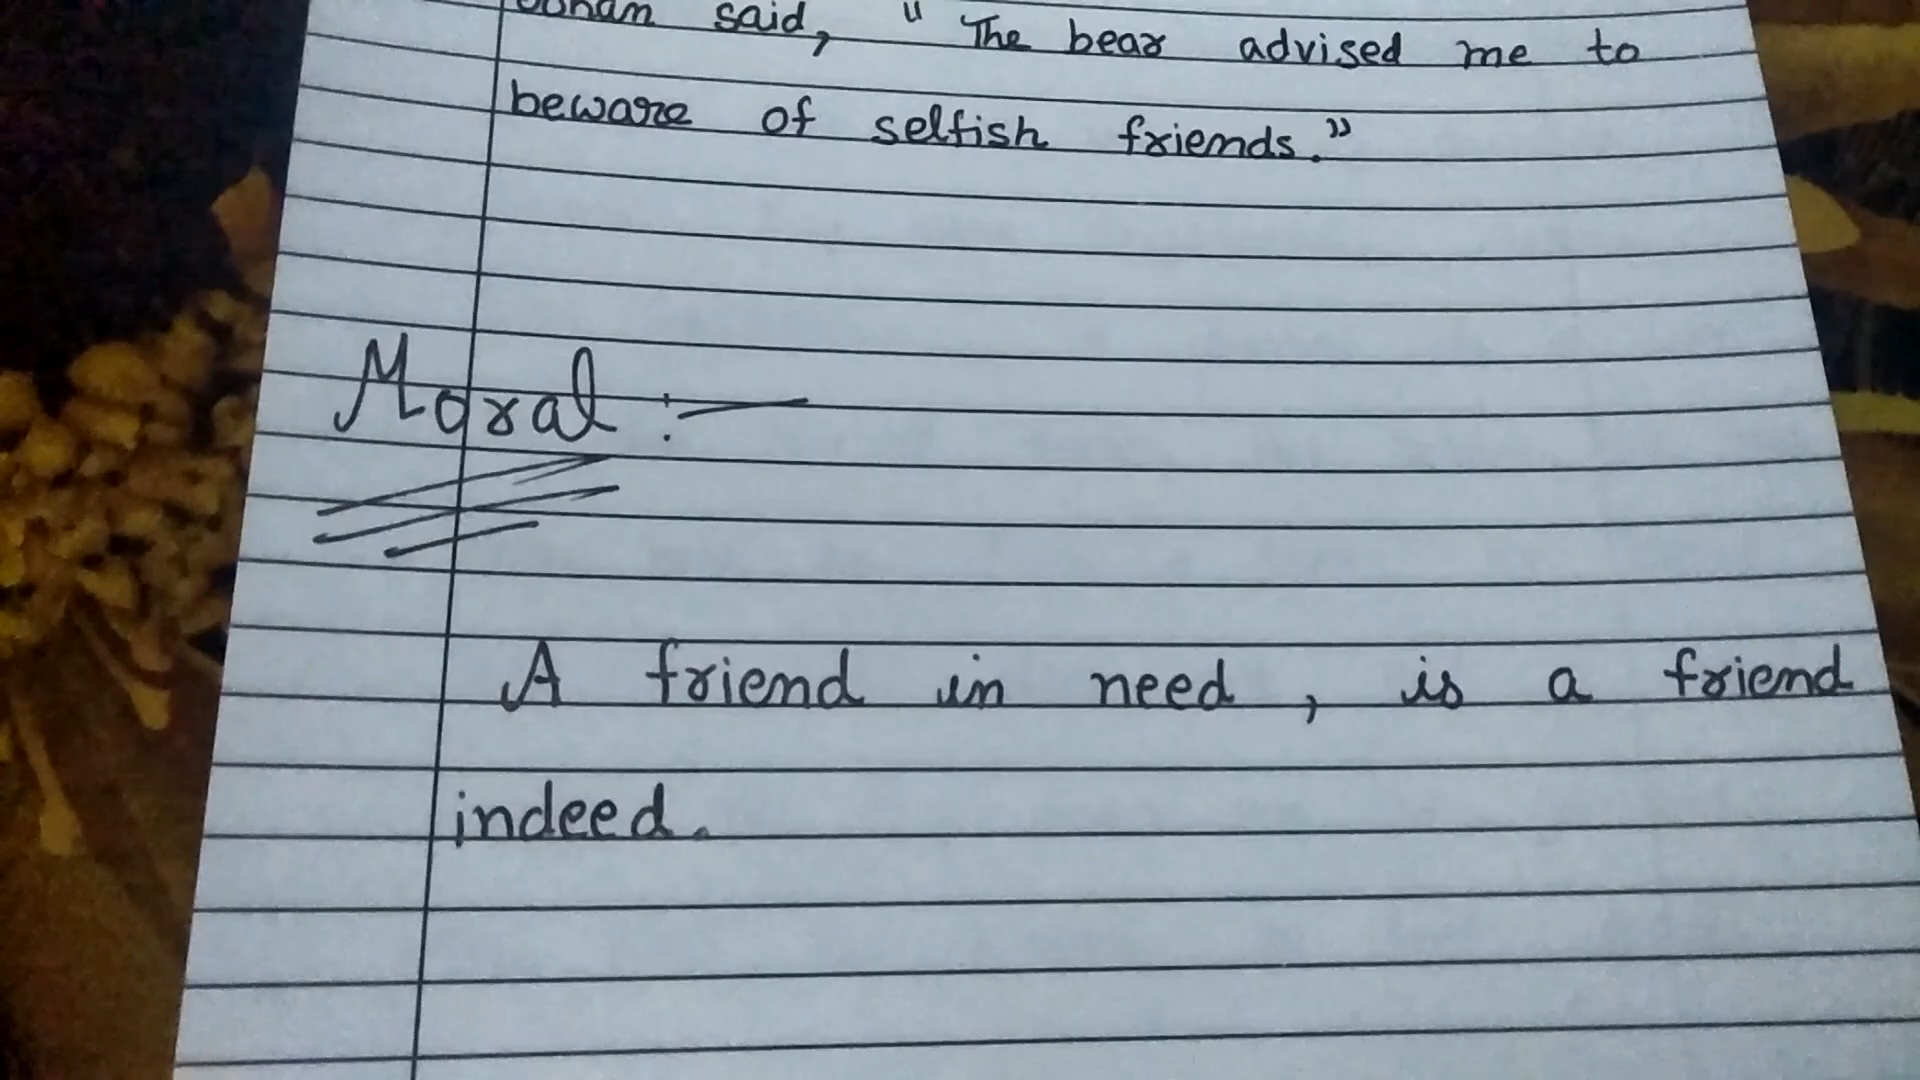 said, " The bear advised me to
beware of selfish friends."
Moral :-
A friend in need , is a friend
indeed.